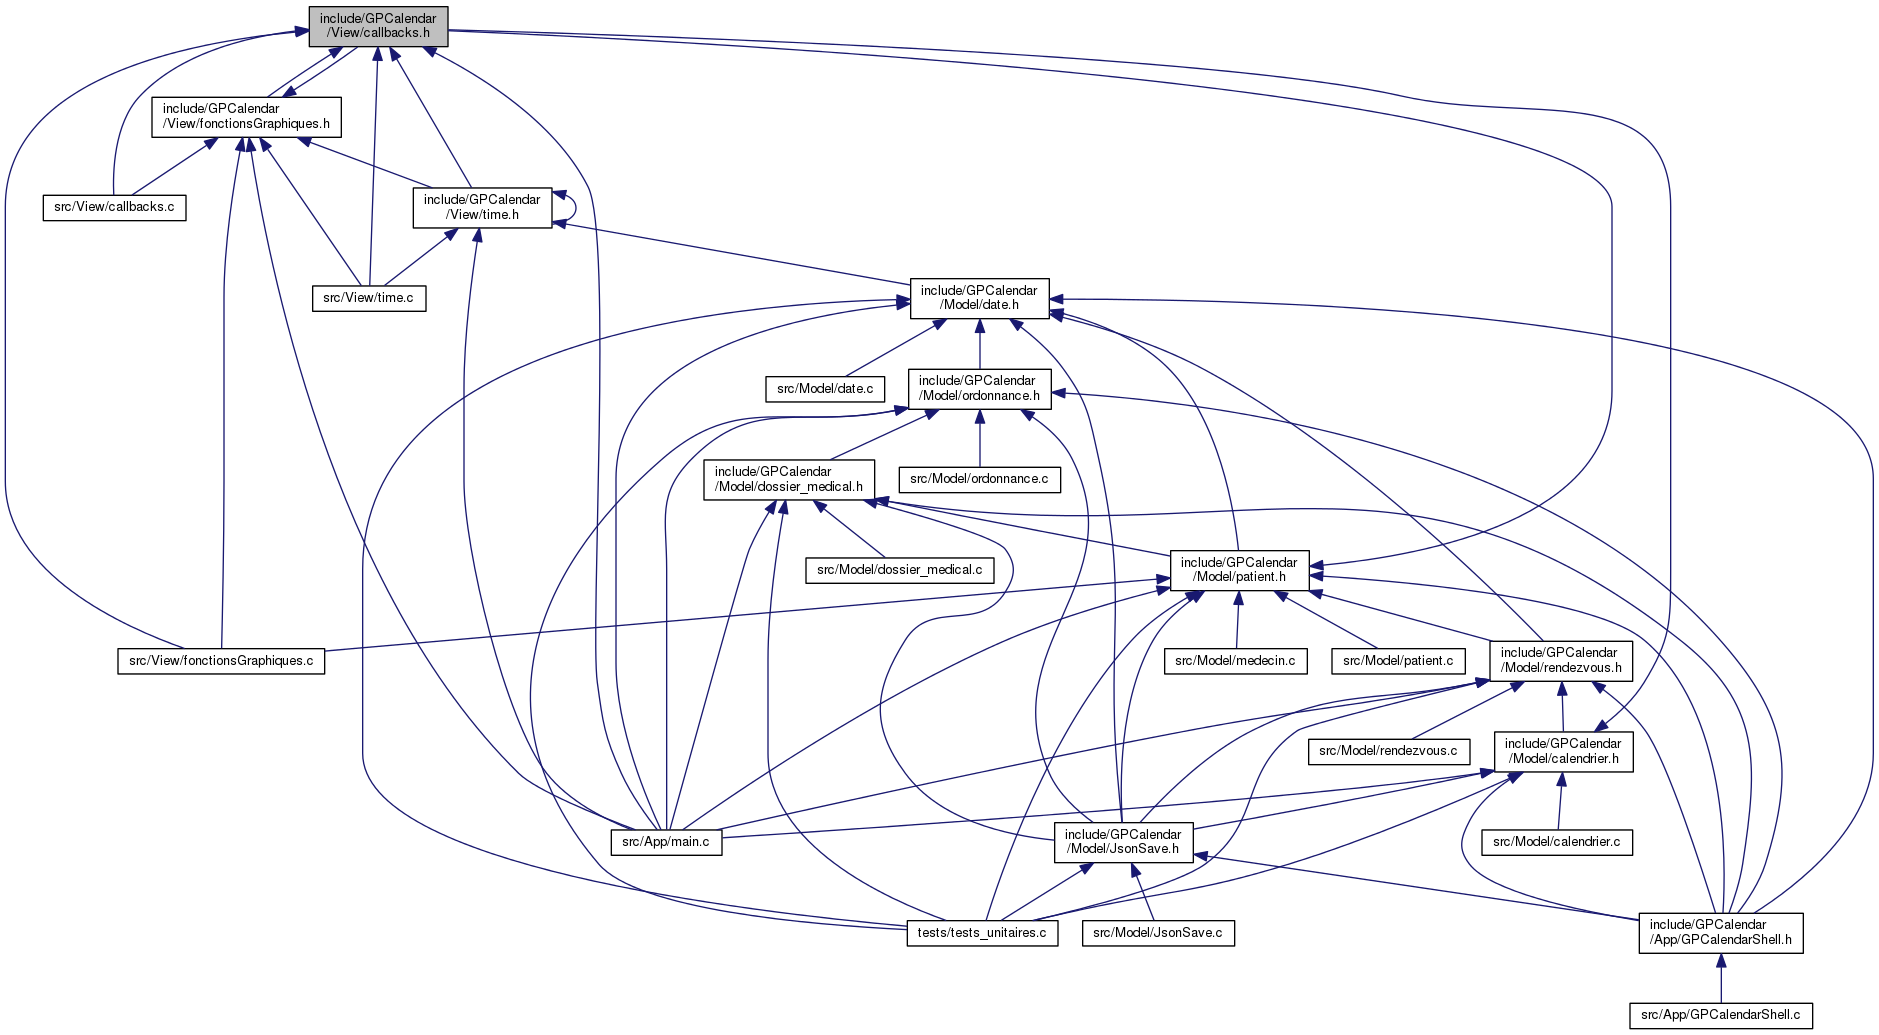 include/GPCalendar
/View/callbacks.h
include/GPCalendar
/View/fonctionsGraphiques.h
src/View/callbacks.c
include/GPCalendar
/View/time.h
src/View/time.c
include/GPCalendar
/Model/date.h
src/Model/date.c
include/GPCalendar
/Model/ordonnance.h
include/GPCalendar
/Model/dossier_medical.h
src/Model/ordonnance.c
src/Model/dossier_medical.c
include/GPCalendar
/Model/patient.h
src/View/fonctionsGraphiques.c
src/Model/medecin.c
src/Model/patient.c
include/GPCalendar
/Model/rendezvous.h
src/Model/rendezvous.c
include/GPCalendar
/Model/calendrier.h
src/App/main.c
include/GPCalendar
/Model/JsonSave.h
src/Model/calendrier.c
tests/tests_unitaires.c
src/Model/JsonSave.c
include/GPCalendar
/App/GPCalendarShell.h
src/App/GPCalendarShell.c